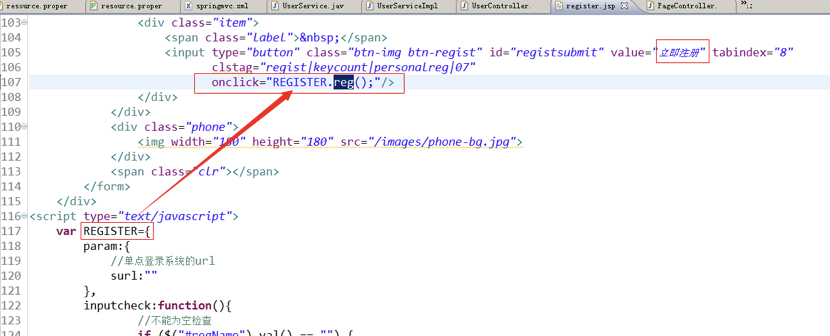 resource.proper resource.proper springmvc.xml UserService.jav UserServiceImpl UserController. register.jsp PageController.
103 <div class="item">
104 <span class="label">&nbsp;</span>
105 <input type="button" class="btn-img btn-regist" id="registsubmit" value="立即注册" tabindex="8"
106 clstag="regist|keycount|personalreg|07"
107 onclick="REGISTER.reg();"/>
108 </div>
109 </div>
110 <div class="phone">
111 <img width="180" height="180" src="/images/phone-bg.jpg">
112 </div>
113 <span class="clr"></span>
114 </form>
115 </div>
116 <script type="text/javascript">
117 var REGISTER={
118 param:{
119 //单点登录系统的url
120 surl:""
121 },
122 inputcheck:function(){
123 //不能为空检查
124 if ($("#regName").val() == "") {